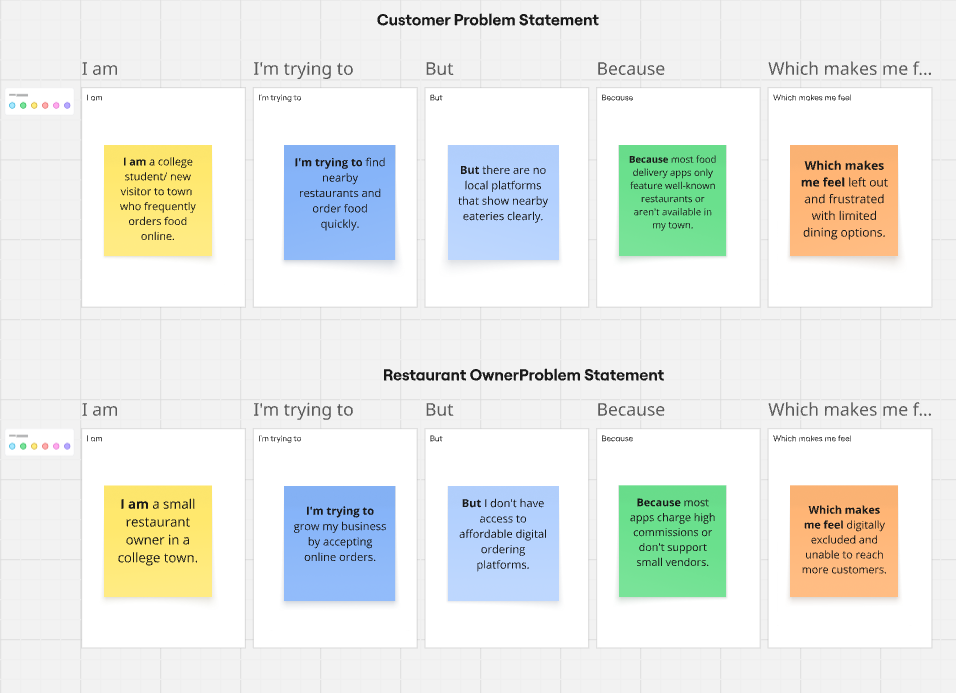 Customer Problem Statement
I am
I'm trying to
But
Because
Which makes me f...
I am
I'm trying to
But
Because
Which makes me feel
I am a college
student/ new
visitor to town
who frequently
orders food
online.
I'm trying to find
nearby
restaurants and
order food
quickly.
But there are no
local platforms
that show nearby
eateries clearly.
Because most food
delivery apps only
feature well-known
restaurants or
aren't available in
my town.
Which makes
me feel left out
and frustrated
with limited
dining options.
Restaurant OwnerProblem Statement
I am
I'm trying to
But
Because
Which makes me f...
I am
I'm trying to
But
Because
Which makes me feel
I am a small
restaurant
owner in a
college town.
I'm trying to
grow my business
by accepting
online orders.
But I don't have
access to
affordable digital
ordering
platforms.
Because most
apps charge high
commissions or
don't support
small vendors.
Which makes
me feel digitally
excluded and
unable to reach
more customers.